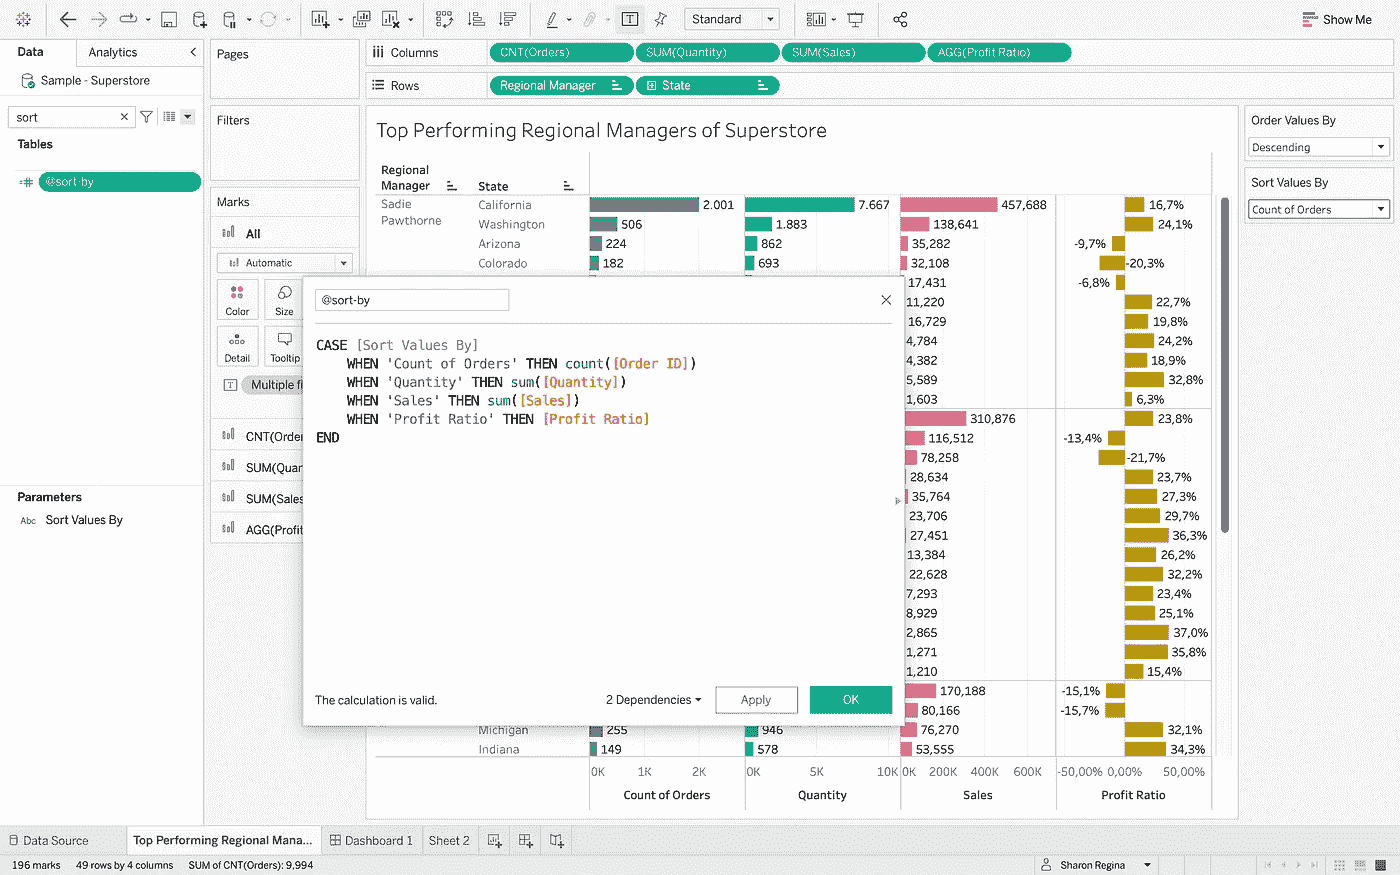 Standard
Show Me
Data
Analytics
Sample - Superstore
sort
Tables
@sort-by
Parameters
Abc Sort Values By
Pages
Filters
Marks
All
Automatic
Color
Size
Detail
Tooltip
T Multiple fi
CNT(Orde
SUM(Quan
SUM(Sales
AGG(Profit
Columns
CNT(Orders)
SUM(Quantity)
SUM(Sales)
AGG(Profit Ratio)
Rows
Regional Manager
State
Top Performing Regional Managers of Superstore
Regional
Manager
State
Sadie
Pawthorne
California 2.001 7.667 457,688 16,7%
Washington 506 1.883 138,641 24,1%
Arizona 224 862 35,282 -9,7%
Colorado 182 693 32,108 -20,3%
17,431 -6,8%
11,220 22,7%
16,729 19,8%
4,784 24,2%
4,382 18,9%
5,589 32,8%
1,603 6,3%
310,876 23,8%
116,512 -13,4%
78,258 -21,7%
28,634 23,7%
35,764 27,3%
23,706 29,7%
27,451 36,3%
13,384 26,2%
22,628 32,2%
7,293 23,4%
8,929 25,1%
2,865 37,0%
1,271 35,8%
1,210 15,4%
170,188 -15,1%
80,166 -15,7%
Michigan 255 946 76,270 32,1%
Indiana 149 578 53,555 34,3%
0K 1K 2K 0K 5K 10K 0K 200K 400K 600K -50,00% 0,00% 50,00%
Count of Orders Quantity Sales Profit Ratio
@sort-by
CASE [Sort Values By]
WHEN 'Count of Orders' THEN count([Order ID])
WHEN 'Quantity' THEN sum([Quantity])
WHEN 'Sales' THEN sum([Sales])
WHEN 'Profit Ratio' THEN [Profit Ratio]
END
The calculation is valid.
2 Dependencies
Apply
OK
Order Values By
Descending
Sort Values By
Count of Orders
Data Source
Top Performing Regional Mana...
Dashboard 1
Sheet 2
196 marks 49 rows by 4 columns SUM of CNT(Orders): 9,994
Sharon Regina